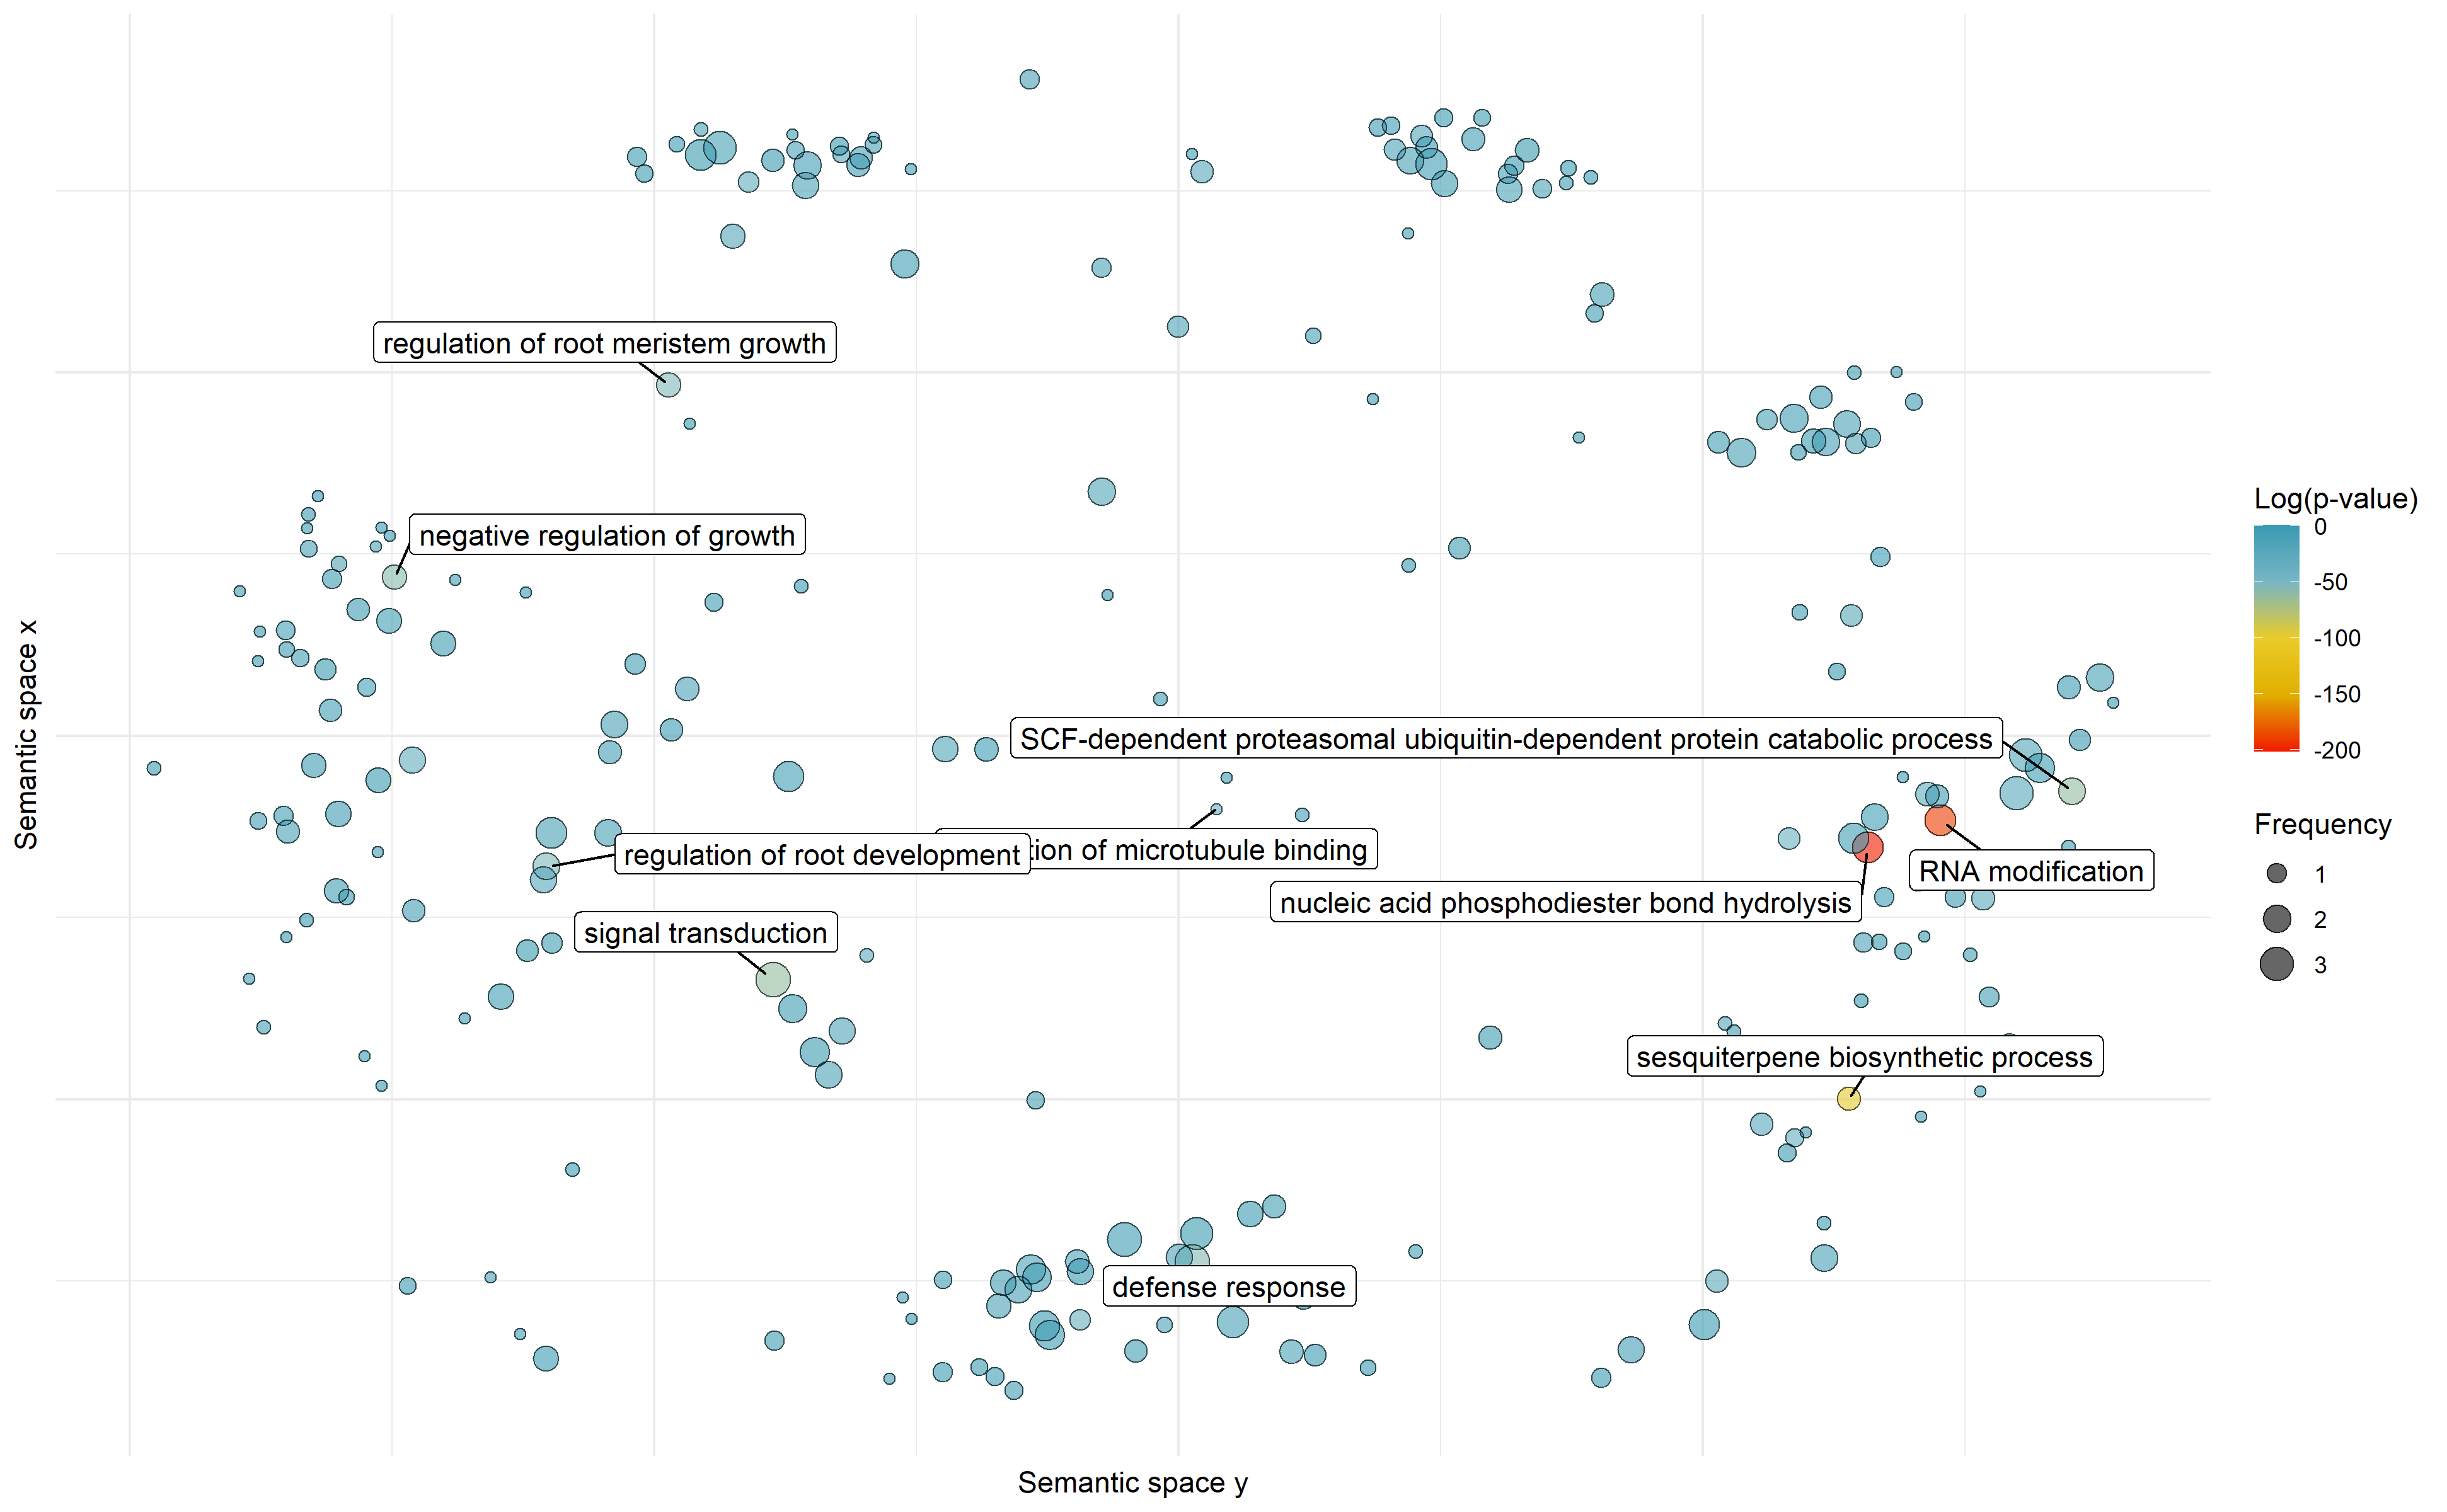 regulation of root meristem growth
negative regulation of growth
SCF-dependent proteasomal ubiquitin-dependent protein catabolic process
of microtubule binding
regulation of root development
RNA modification
nucleic acid phosphodiester bond hydrolysis
signal transduction
sesquiterpene biosynthetic process
defense response
Semantic space x
Semantic space y
Log(p-value)
0
-50
-100
-150
-200
Frequency
1
2
3